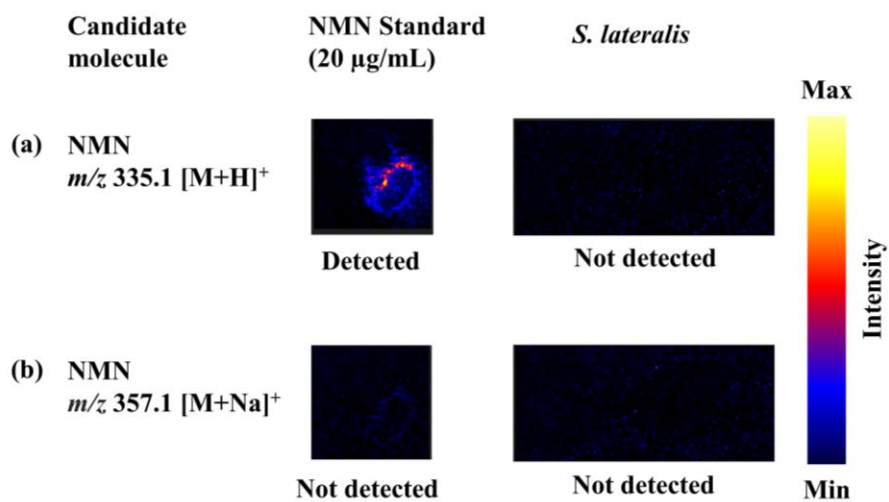 Candidate
molecule
NMN Standard
(20 µg/mL)
S. lateralis
Max
(a) NMN
m/z 335.1 [M+H]⁺
Detected
Not detected
Intensity
(b) NMN
m/z 357.1 [M+Na]⁺
Not detected
Not detected
Min